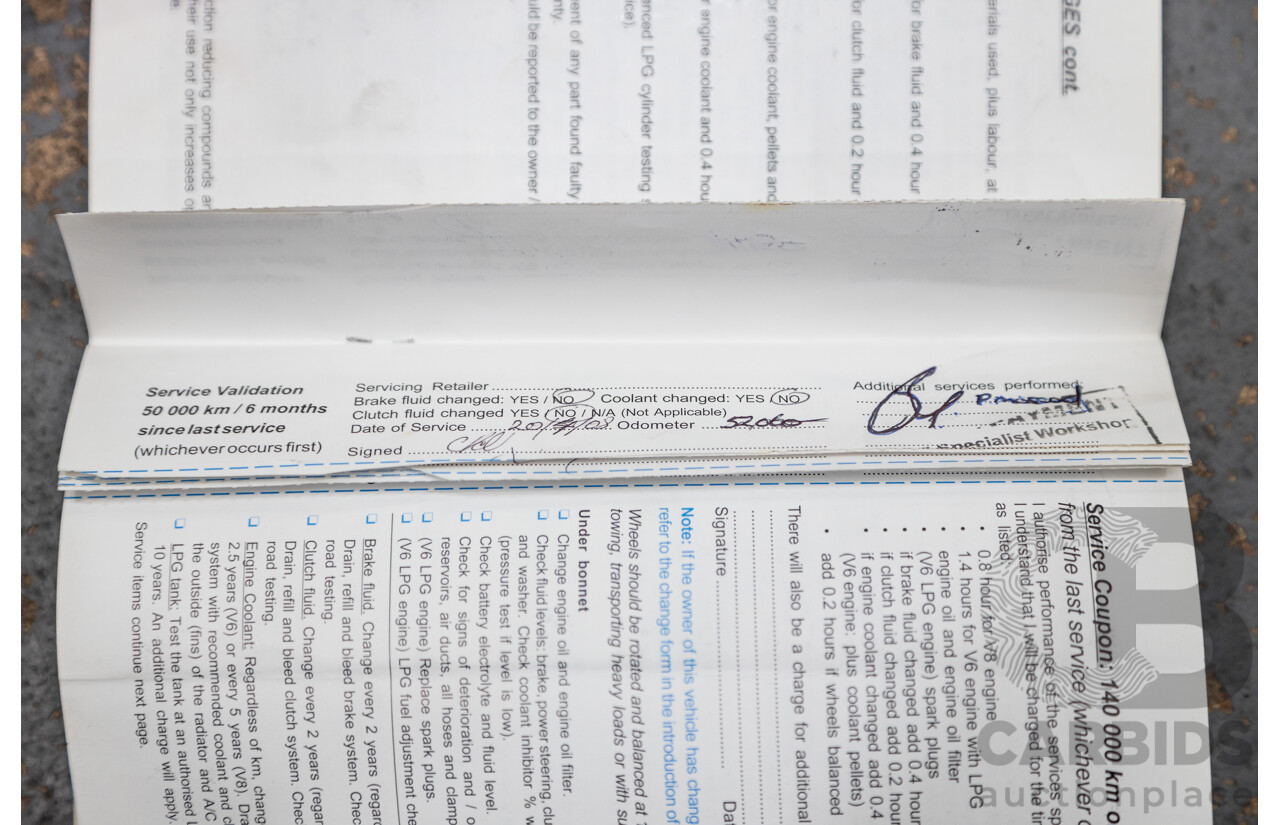 GES cont.
erials used, plus labour, at
or brake fluid and 0.4 hour
or clutch fluid and 0.2 hour
or engine coolant, pellets and
r engine coolant and 0.4 hou
enced LPG cylinder testing s
ice).
ent of any part found faulty
nty.
uld be reported to the owner /
ction reducing compounds ar
heir use not only increases op
e.
Service Validation
50 000 km / 6 months
since last service
(whichever occurs first)
Servicing Retailer
Brake fluid changed: YES / NO Coolant changed: YES NO
Clutch fluid changed YES / NO / N/A (Not Applicable)
Date of Service Odometer 52000
Signed
Additional services performed:
Specialist Workshop
Service Coupon: 140 000 km o
from the last service (whichever o
I authorise performance of the services sp
I understand that I will be charged for the tir
as listed:
• 0.8 hour for V8 engine
• 1.4 hours for V6 engine with LPG
• engine oil and engine oil filter
• (V6 LPG engine) spark plugs
• if brake fluid changed add 0.4 hour
• if clutch fluid changed add 0.2 hour
• if engine coolant changed add 0.4
(V6 engine: plus coolant pellets)
• add 0.2 hours if wheels balanced
There will also be a charge for additional
Signature Dat
Note: If the owner of this vehicle has chang
refer to the change form in the introduction of
Wheels should be rotated and balanced at 1
towing, transporting heavy loads or with su
Under bonnet
❑ Change engine oil and engine oil filter.
❑ Check fluid levels: brake, power steering, clu
and washer. Check coolant inhibitor % w
(pressure test if level is low).
❑ Check battery electrolyte and fluid level.
❑ Check for signs of deterioration and / o
reservoirs, air ducts, all hoses and clamp
❑ (V6 LPG engine) Replace spark plugs.
❑ (V6 LPG engine) LPG fuel adjustment che
❑ Brake fluid. Change every 2 years (regard
Drain, refill and bleed brake system. Chec
road testing.
❑ Clutch fluid. Change every 2 years (regar
Drain, refill and bleed clutch system. Chec
road testing.
❑ Engine Coolant: Regardless of km, chang
2.5 years (V6) or every 5 years (V8). Dra
system with recommended coolant and cl
the outside (fins) of the radiator and A/C
❑ LPG tank: Test the tank at an authorised L
10 years. An additional charge will apply.
Service items continue next page.
CARBIDS
auctionplace